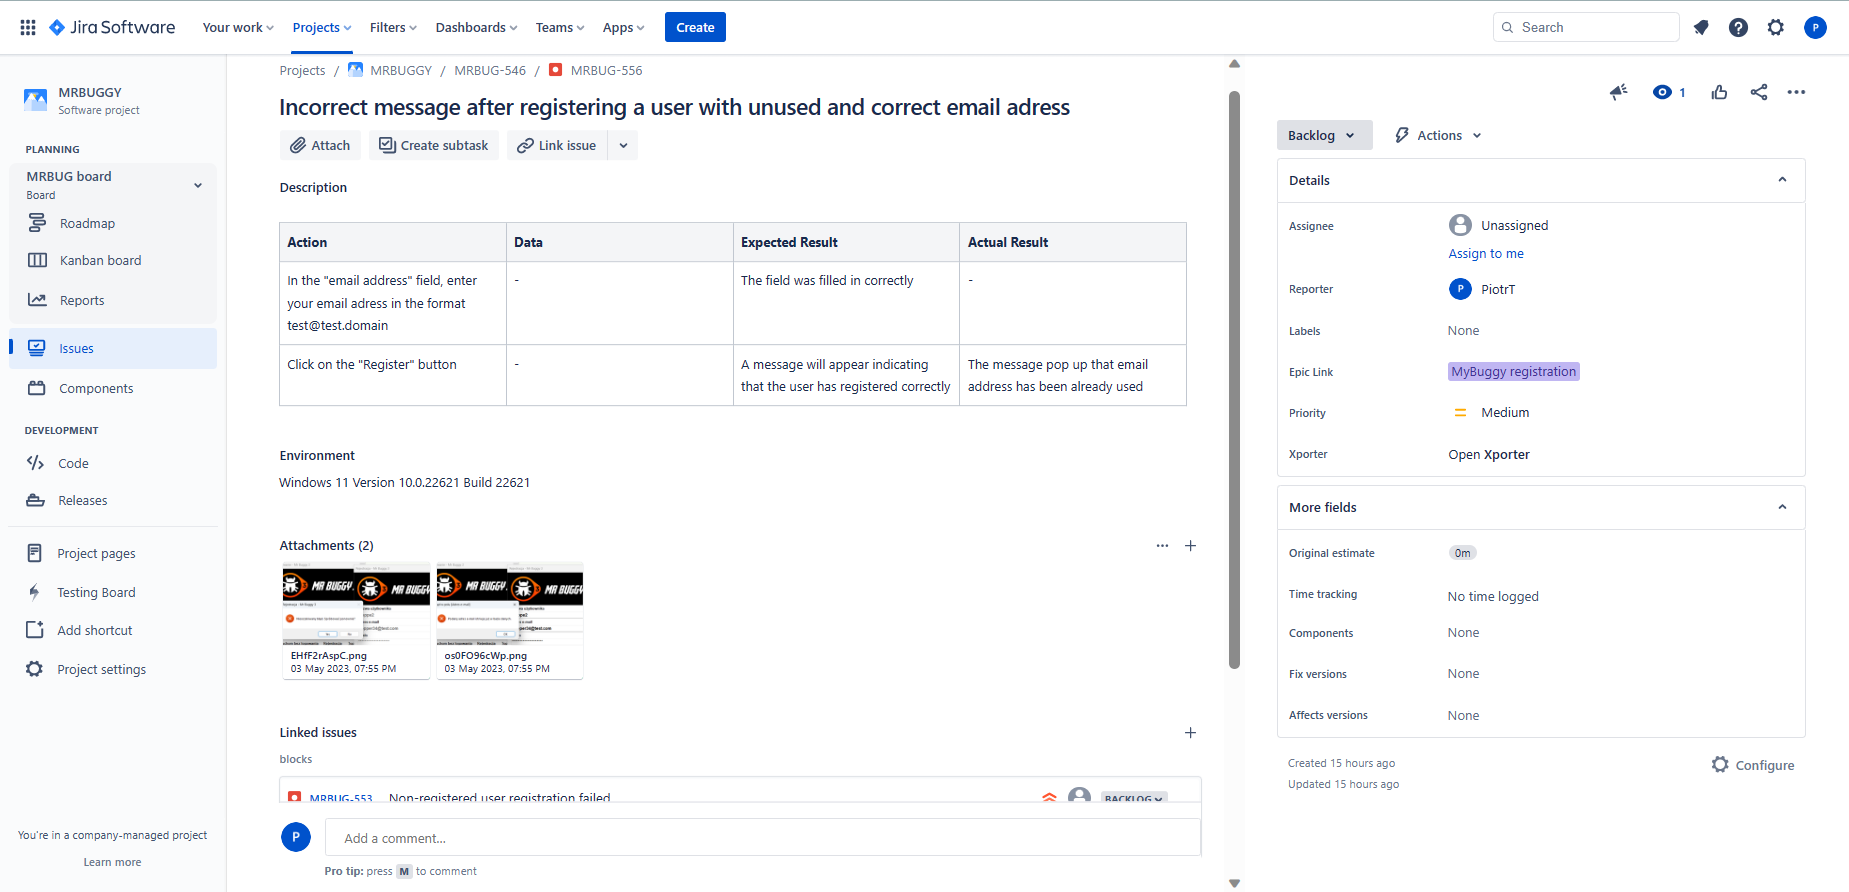 Jira Software
Your work
Projects
Filters
Dashboards
Teams
Apps
Create
Search
P
MRBUGGY
Software project
PLANNING
MRBUG board
Board
Roadmap
Kanban board
Reports
Issues
Components
DEVELOPMENT
Code
Releases
Project pages
Testing Board
Add shortcut
Project settings
You're in a company-managed project
Learn more
Projects / MRBUGGY / MRBUG-546 / MRBUG-556
Incorrect message after registering a user with unused and correct email adress
Attach
Create subtask
Link issue
Description
Action
Data
Expected Result
Actual Result
In the "email address" field, enter
your email adress in the format
test@test.domain
-
The field was filled in correctly
-
Click on the "Register" button
-
A message will appear indicating
that the user has registered correctly
The message pop up that email
address has been already used
Environment
Windows 11 Version 10.0.22621 Build 22621
Attachments (2)
MR BUGGY
MR BUGGY
EHfF2rAspC.png
03 May 2023, 07:55 PM
MR BUGGY
MR BUGGY
os0FO96cWp.png
03 May 2023, 07:55 PM
Linked issues
blocks
MRBUG-553 Non-registered user registration failed
BACKLOG
P
Add a comment...
Pro tip: press M to comment
1
Backlog
Actions
Details
Assignee
Unassigned
Assign to me
Reporter
P
PiotrT
Labels
None
Epic Link
MyBuggy registration
Priority
Medium
Xporter
Open Xporter
More fields
Original estimate
0m
Time tracking
No time logged
Components
None
Fix versions
None
Affects versions
None
Created 15 hours ago
Updated 15 hours ago
Configure